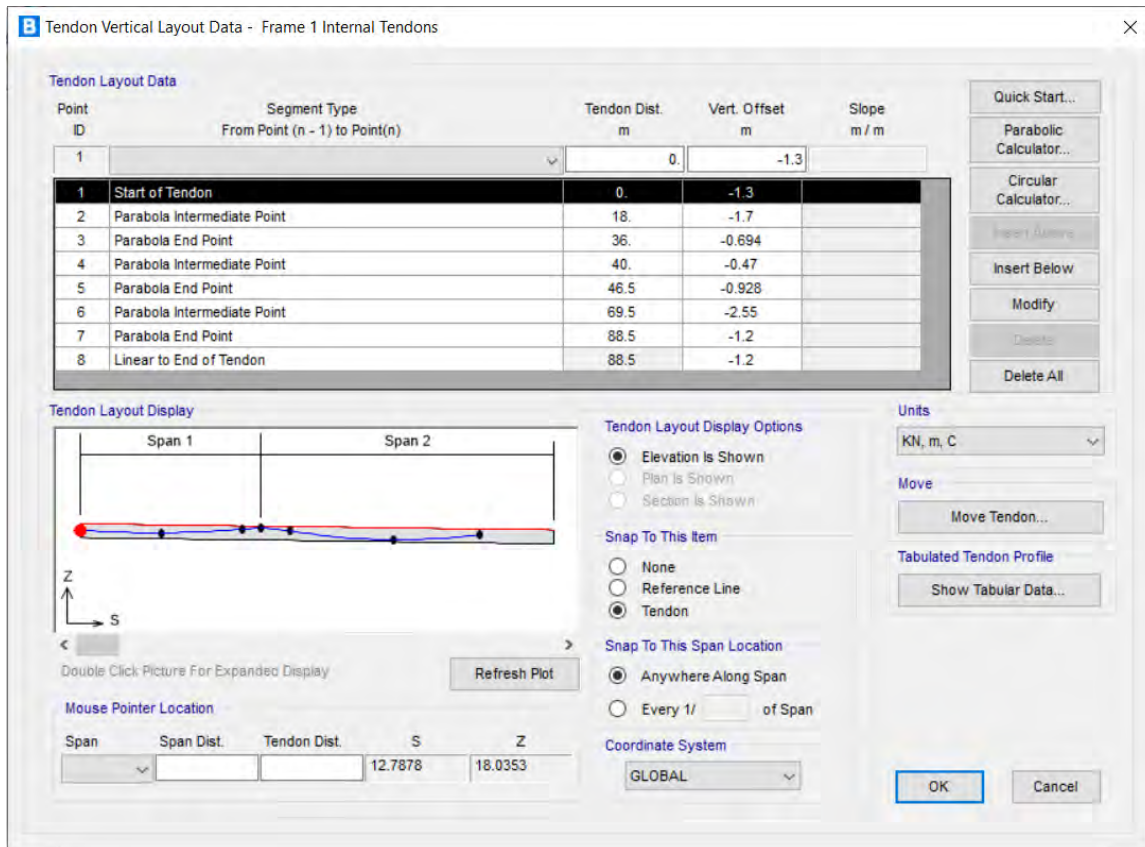 B Tendon Vertical Layout Data - Frame 1 Internal Tendons
Tendon Layout Data
Point Segment Type Tendon Dist. Vert. Offset Slope
ID From Point (n - 1) to Point(n) m m m / m
1 0. -1.3
1 Start of Tendon 0. -1.3
2 Parabola Intermediate Point 18. -1.7
3 Parabola End Point 36. -0.694
4 Parabola Intermediate Point 40. -0.47
5 Parabola End Point 46.5 -0.928
6 Parabola Intermediate Point 69.5 -2.55
7 Parabola End Point 88.5 -1.2
8 Linear to End of Tendon 88.5 -1.2
Quick Start...
Parabolic
Calculator...
Circular
Calculator...
Insert Above
Insert Below
Modify
Delete
Delete All
Tendon Layout Display
Span 1 Span 2
Z
S
Double Click Picture For Expanded Display
Refresh Plot
Mouse Pointer Location
Span Span Dist. Tendon Dist. S Z
12.7878 18.0353
Tendon Layout Display Options
Elevation Is Shown
Plan Is Shown
Section Is Shown
Snap To This Item
None
Reference Line
Tendon
Snap To This Span Location
Anywhere Along Span
Every 1/ of Span
Coordinate System
GLOBAL
Units
KN, m, C
Move
Move Tendon...
Tabulated Tendon Profile
Show Tabular Data...
OK
Cancel